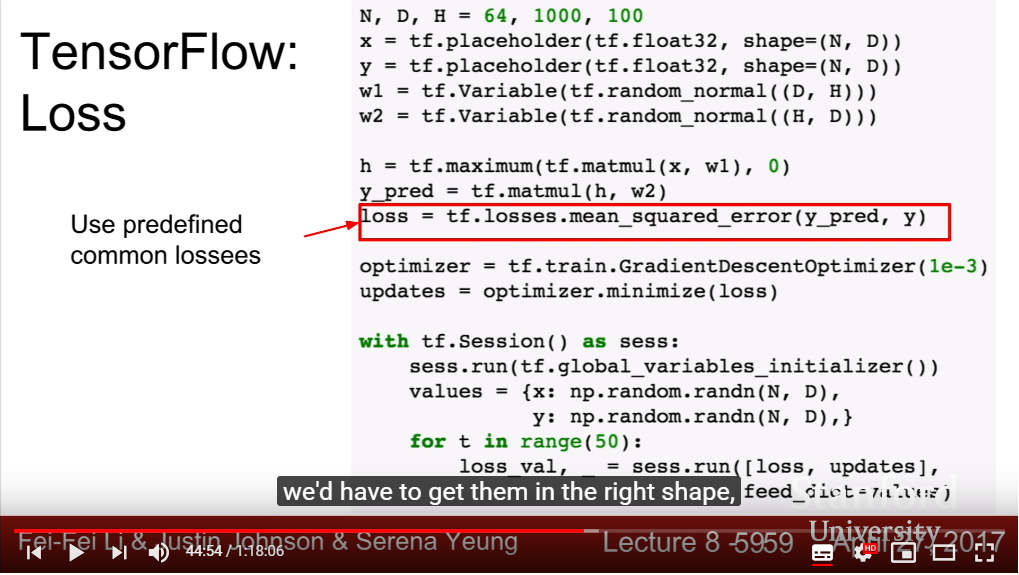 TensorFlow:
Loss
Use predefined
common lossees
N, D, H = 64, 1000, 100
x = tf.placeholder(tf.float32, shape=(N, D))
y = tf.placeholder(tf.float32, shape=(N, D))
w1 = tf.Variable(tf.random_normal((D, H)))
w2 = tf.Variable(tf.random_normal((H, D)))
h = tf.maximum(tf.matmul(x, w1), 0)
y_pred = tf.matmul(h, w2)
loss = tf.losses.mean_squared_error(y_pred, y)
optimizer = tf.train.GradientDescentOptimizer(1e-3)
updates = optimizer.minimize(loss)
with tf.Session() as sess:
sess.run(tf.global_variables_initializer())
values = {x: np.random.randn(N, D),
y: np.random.randn(N, D),}
for t in range(50):
loss_val, _ = sess.run([loss, updates],
feed_dict=values)
we'd have to get them in the right shape,
Stanford
University
Fei-Fei Li & Justin Johnson & Serena Yeung
Lecture 8 -
April 27, 2017
44:54 / 1:18:06
HD